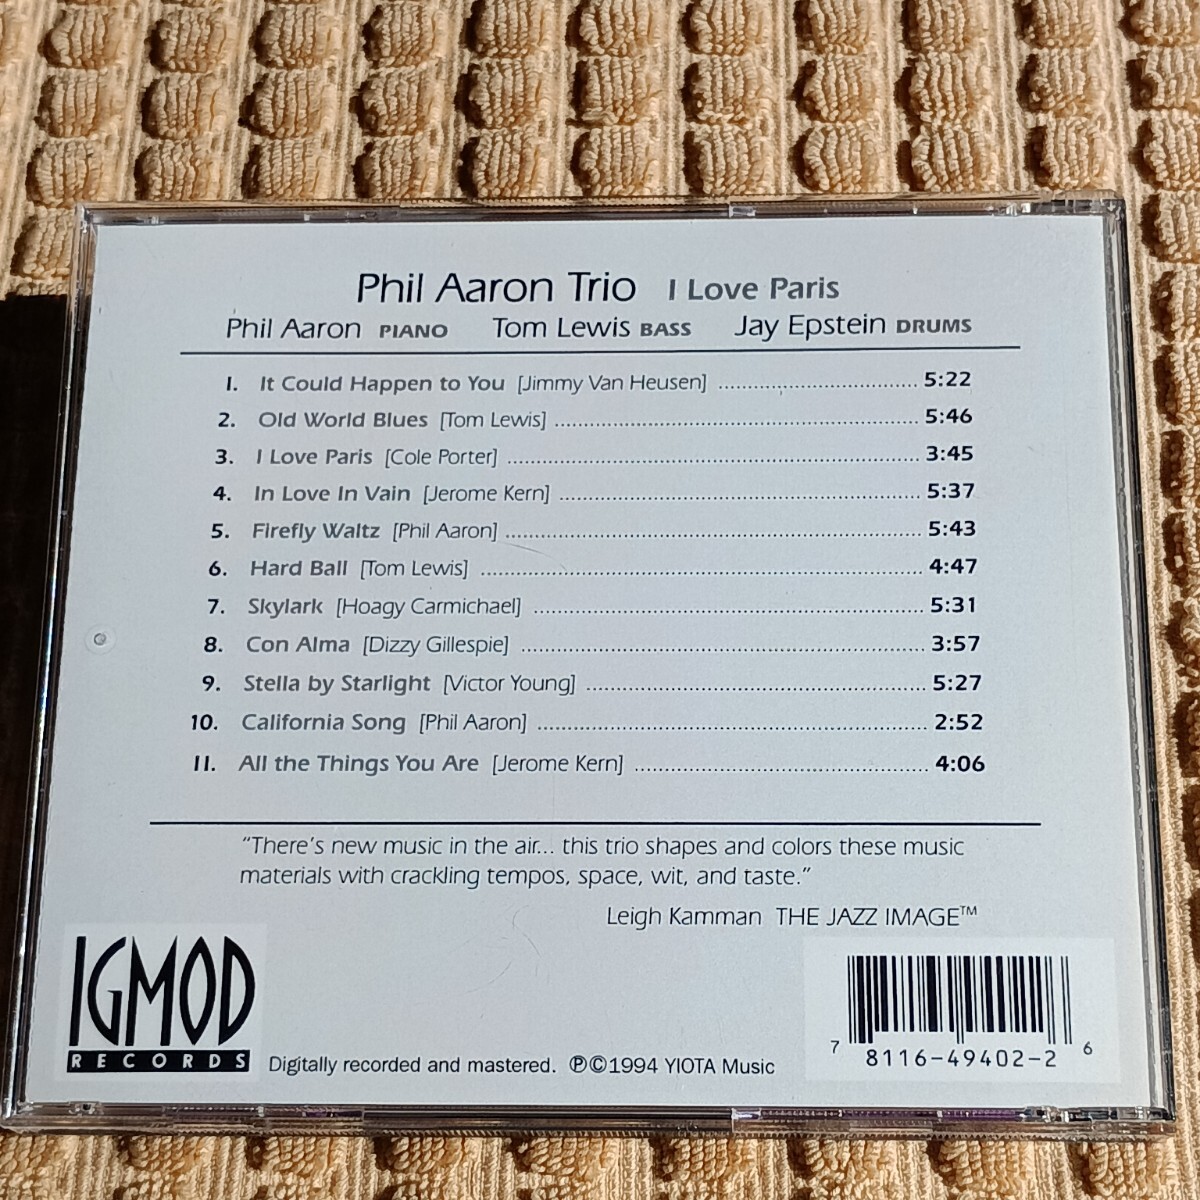 Phil Aaron Trio I Love Paris
Phil Aaron PIANO Tom Lewis BASS Jay Epstein DRUMS
1. It Could Happen to You [Jimmy Van Heusen] 5:22
2. Old World Blues [Tom Lewis] 5:46
3. I Love Paris [Cole Porter] 3:45
4. In Love In Vain [Jerome Kern] 5:37
5. Firefly Waltz [Phil Aaron] 5:43
6. Hard Ball [Tom Lewis] 4:47
7. Skylark [Hoagy Carmichael] 5:31
8. Con Alma [Dizzy Gillespie] 3:57
9. Stella by Starlight [Victor Young] 5:27
10. California Song [Phil Aaron] 2:52
11. All the Things You Are [Jerome Kern] 4:06
"There's new music in the air... this trio shapes and colors these music
materials with crackling tempos, space, wit, and taste."
Leigh Kamman THE JAZZ IMAGE™
IGMOD
RECORDS
Digitally recorded and mastered. ℗©1994 YIOTA Music
7 8116-49402-2 6